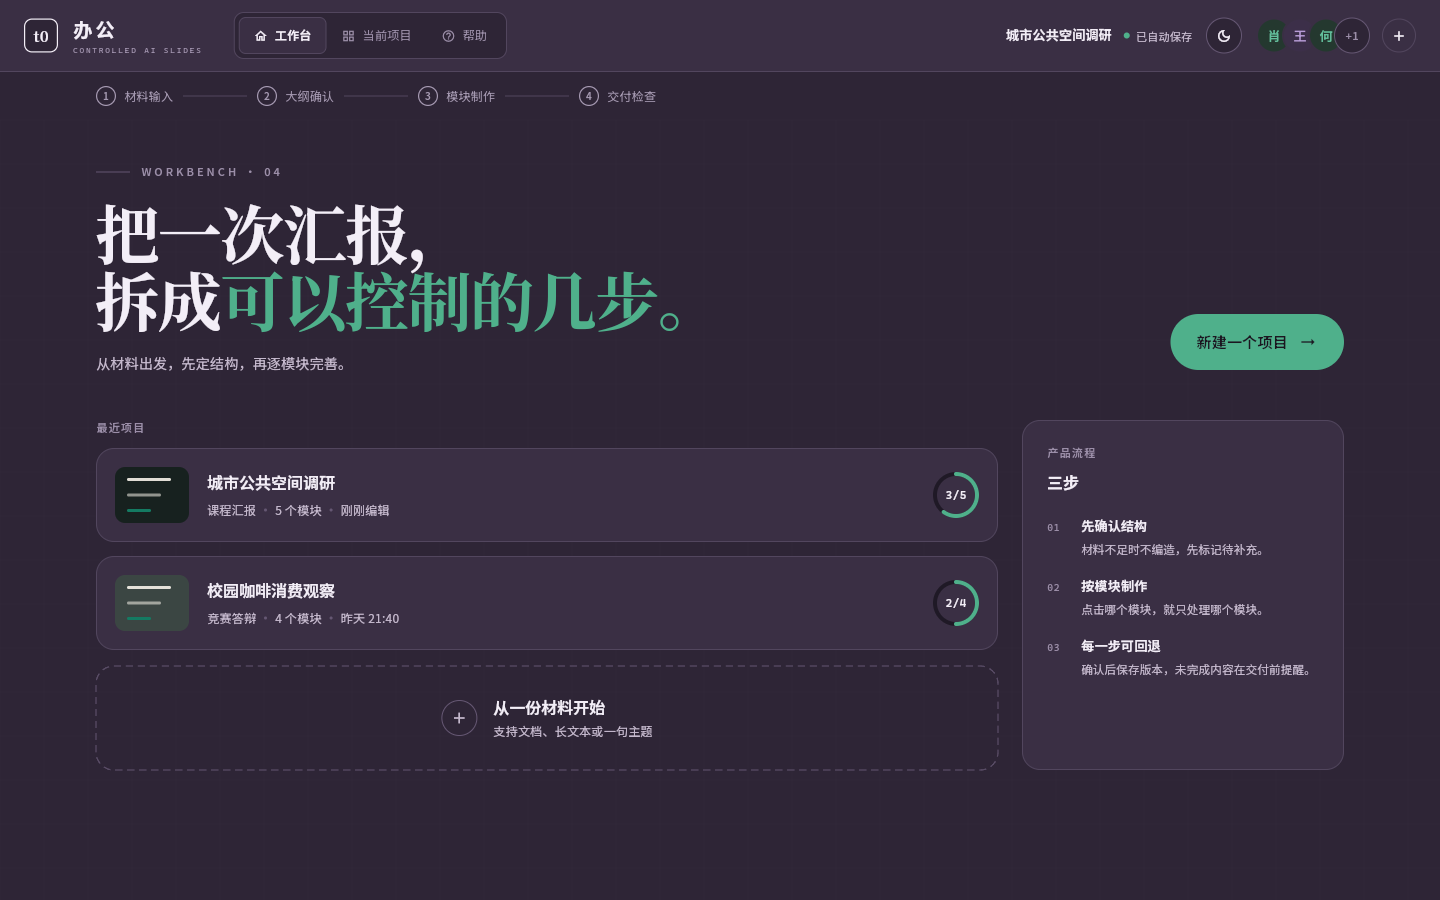 t0
办公
CONTROLLED AI SLIDES
工作台
当前项目
帮助
城市公共空间调研
已自动保存
肖
王
何
+1
1 材料输入
2 大纲确认
3 模块制作
4 交付检查
WORKBENCH · 04
把一次汇报,
拆成可以控制的几步。
从材料出发，先定结构，再逐模块完善。
新建一个项目 →
最近项目
城市公共空间调研
课程汇报 · 5 个模块 · 刚刚编辑
3/5
校园咖啡消费观察
竞赛答辩 · 4 个模块 · 昨天 21:40
2/4
从一份材料开始
支持文档、长文本或一句主题
产品流程
三步
01 先确认结构
材料不足时不编造，先标记待补充。
02 按模块制作
点击哪个模块，就只处理哪个模块。
03 每一步可回退
确认后保存版本，未完成内容在交付前提醒。